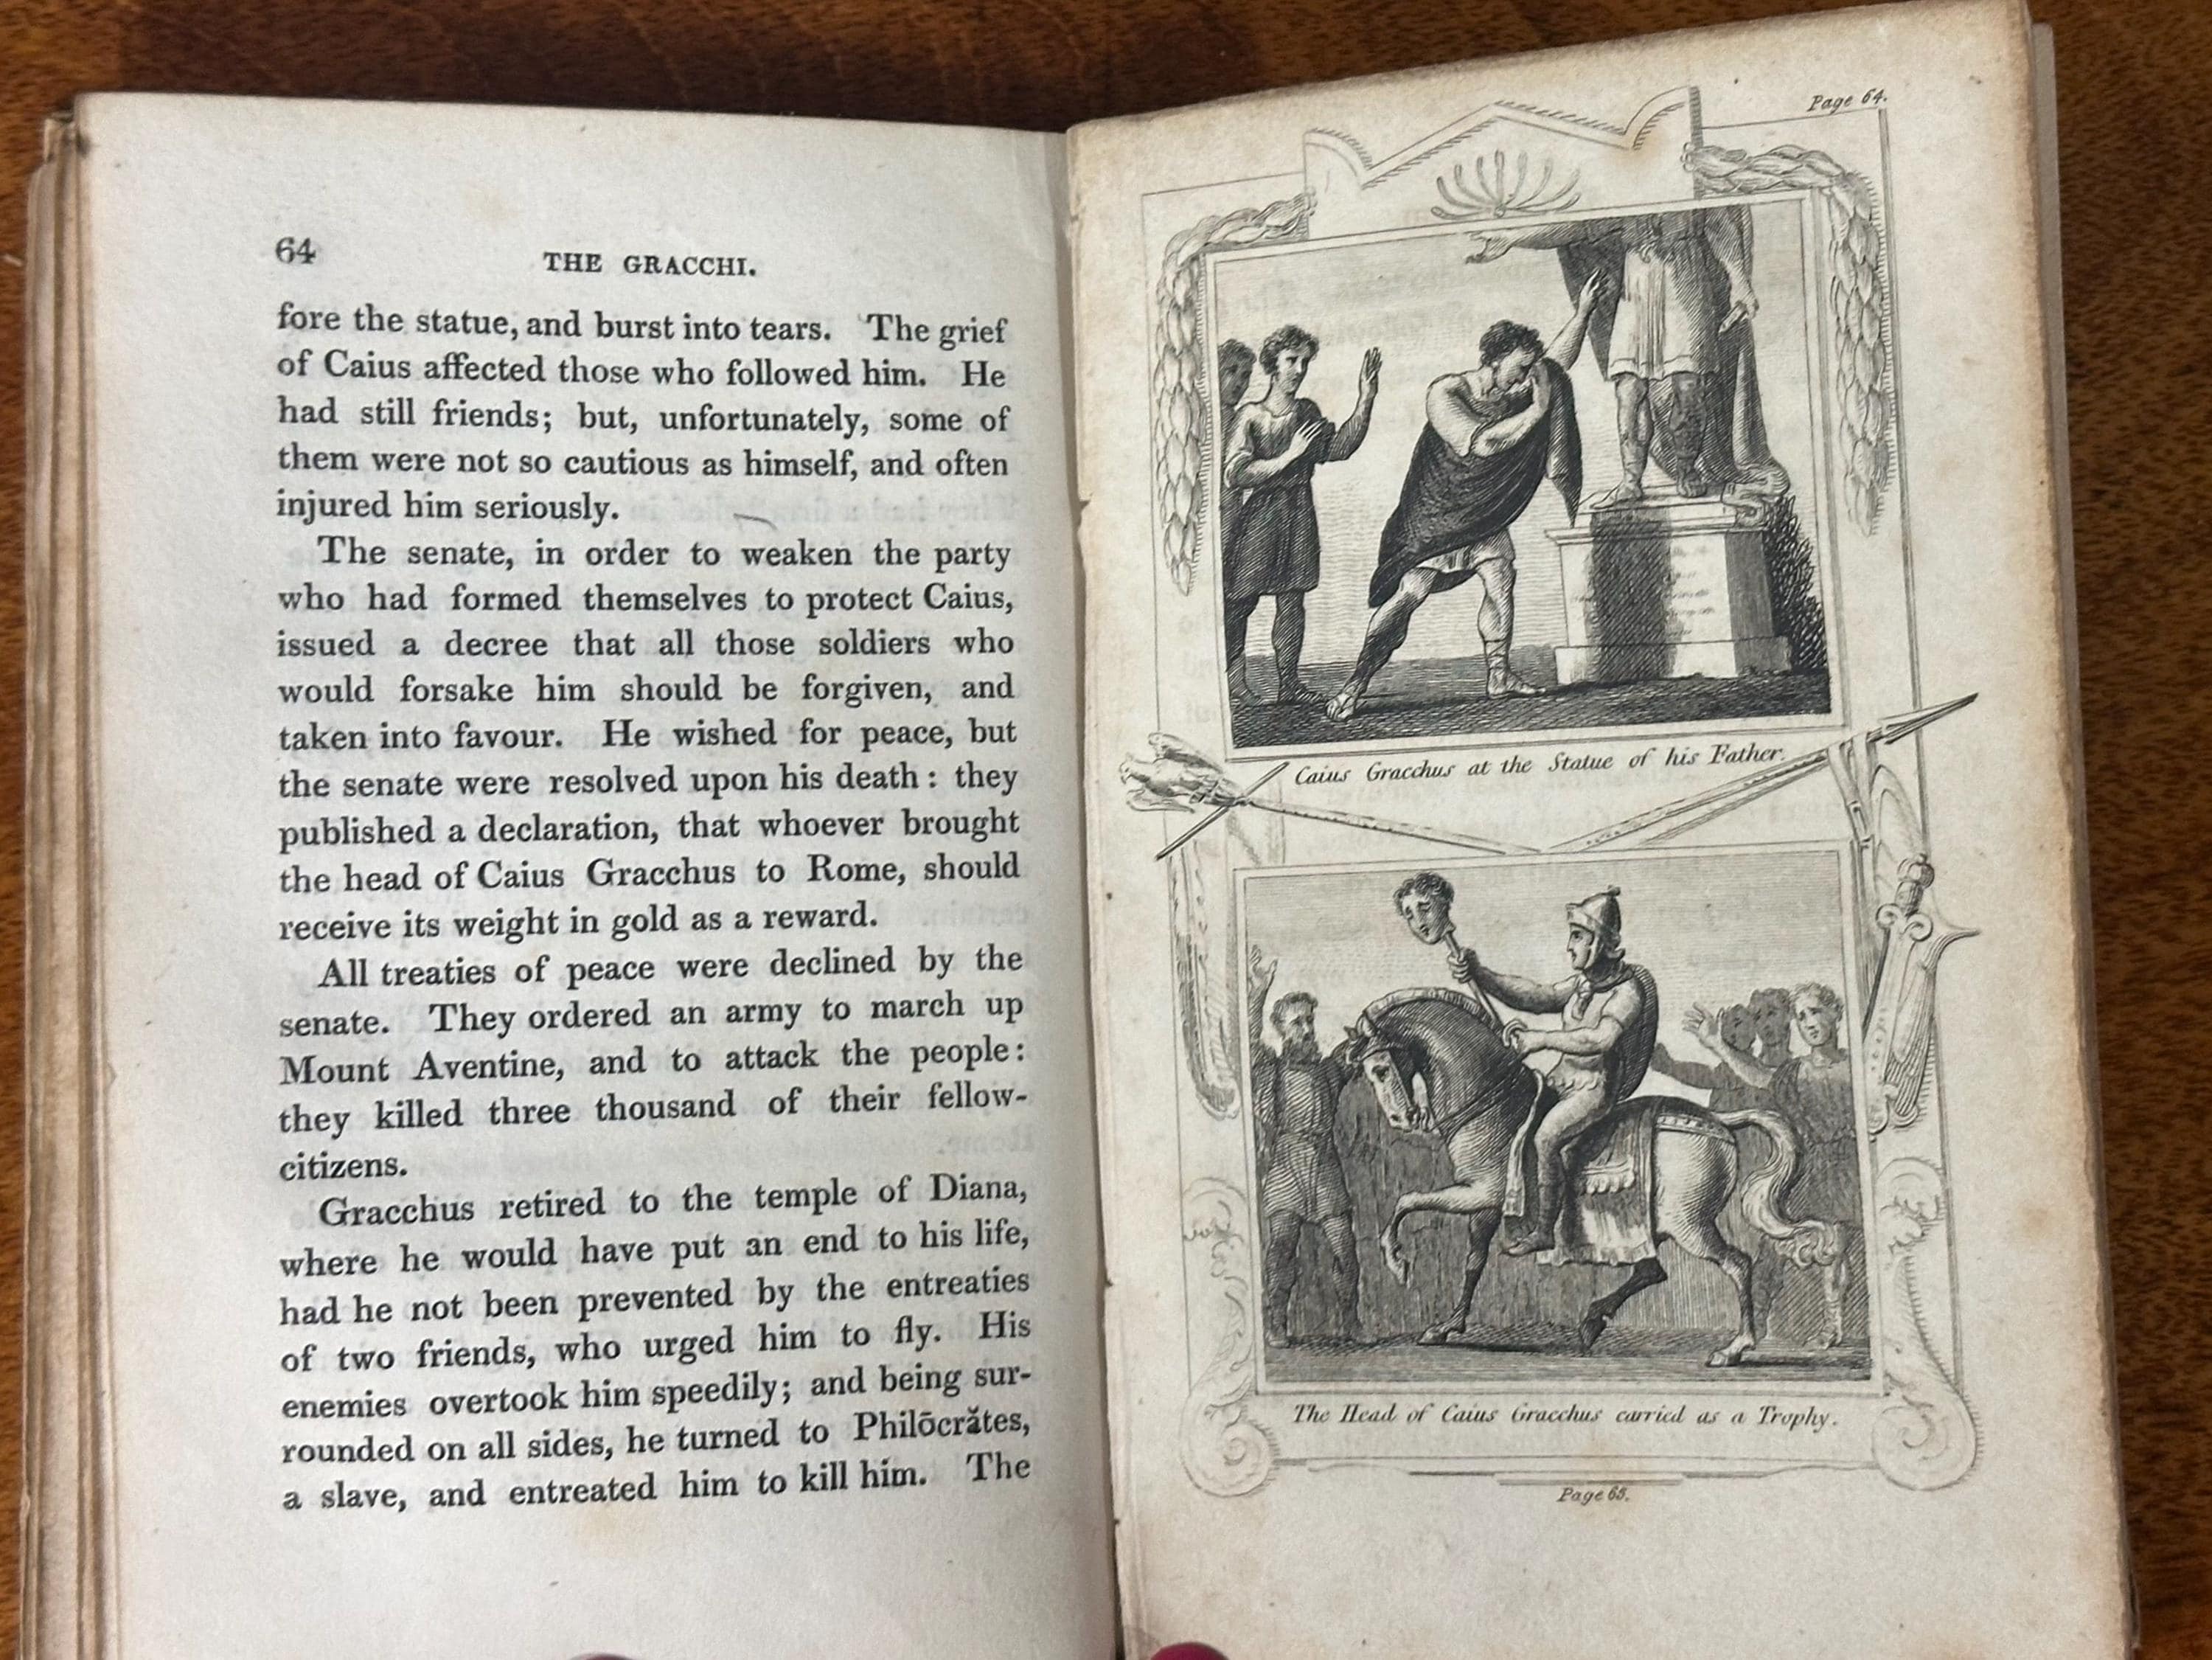 64
THE GRACCHI.
fore the statue, and burst into tears. The grief
of Caius affected those who followed him. He
had still friends; but, unfortunately, some of
them were not so cautious as himself, and often
injured him seriously.
The senate, in order to weaken the party
who had formed themselves to protect Caius,
issued a decree that all those soldiers who
would forsake him should be forgiven, and
taken into favour. He wished for peace, but
the senate were resolved upon his death: they
published a declaration, that whoever brought
the head of Caius Gracchus to Rome, should
receive its weight in gold as a reward.
All treaties of peace were declined by the
senate. They ordered an army to march up
Mount Aventine, and to attack the people:
they killed three thousand of their fellow-
citizens.
Gracchus retired to the temple of Diana,
where he would have put an end to his life,
had he not been prevented by the entreaties
of two friends, who urged him to fly. His
enemies overtook him speedily; and being sur-
rounded on all sides, he turned to Philōcrătes,
a slave, and entreated him to kill him. The
Page 64.
Caius Gracchus at the Statue of his Father.
The Head of Caius Gracchus carried as a Trophy.
Page 65.